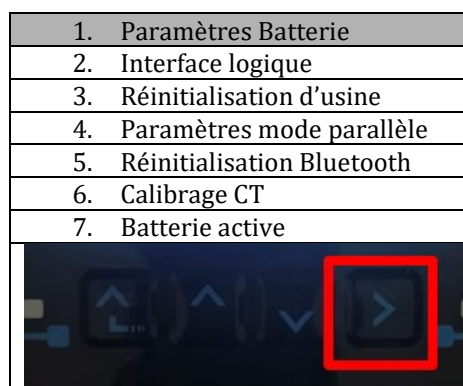 1. Paramètres Batterie
2. Interface logique
3. Réinitialisation d’usine
4. Paramètres mode parallèle
5. Réinitialisation Bluetooth
6. Calibrage CT
7. Batterie active